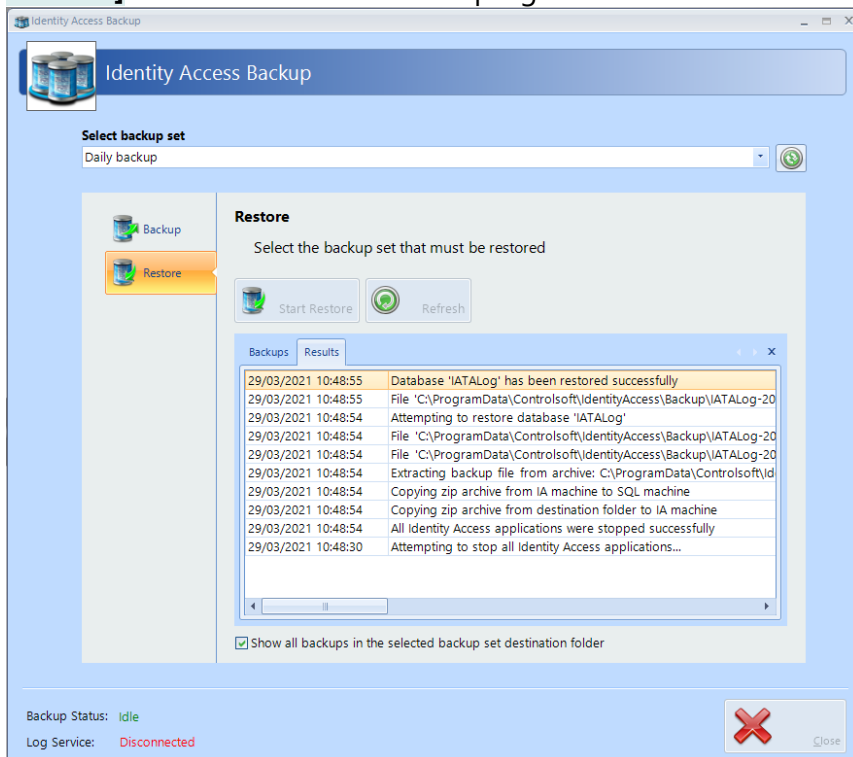 Identity Access Backup
Identity Access Backup
Select backup set
Daily backup
Backup
Restore
Restore
Select the backup set that must be restored
Start Restore
Refresh
Backups Results
29/03/2021 10:48:55 Database 'IATALog' has been restored successfully
29/03/2021 10:48:55 File 'C:\ProgramData\Controlsoft\IdentityAccess\Backup\IATALog-20
29/03/2021 10:48:54 Attempting to restore database 'IATALog'
29/03/2021 10:48:54 File 'C:\ProgramData\Controlsoft\IdentityAccess\Backup\IATALog-20
29/03/2021 10:48:54 File 'C:\ProgramData\Controlsoft\IdentityAccess\Backup\IATALog-20
29/03/2021 10:48:54 Extracting backup file from archive: C:\ProgramData\Controlsoft\Id
29/03/2021 10:48:54 Copying zip archive from IA machine to SQL machine
29/03/2021 10:48:54 Copying zip archive from destination folder to IA machine
29/03/2021 10:48:54 All Identity Access applications were stopped successfully
29/03/2021 10:48:30 Attempting to stop all Identity Access applications...
Show all backups in the selected backup set destination folder
Backup Status: Idle
Log Service: Disconnected
Close